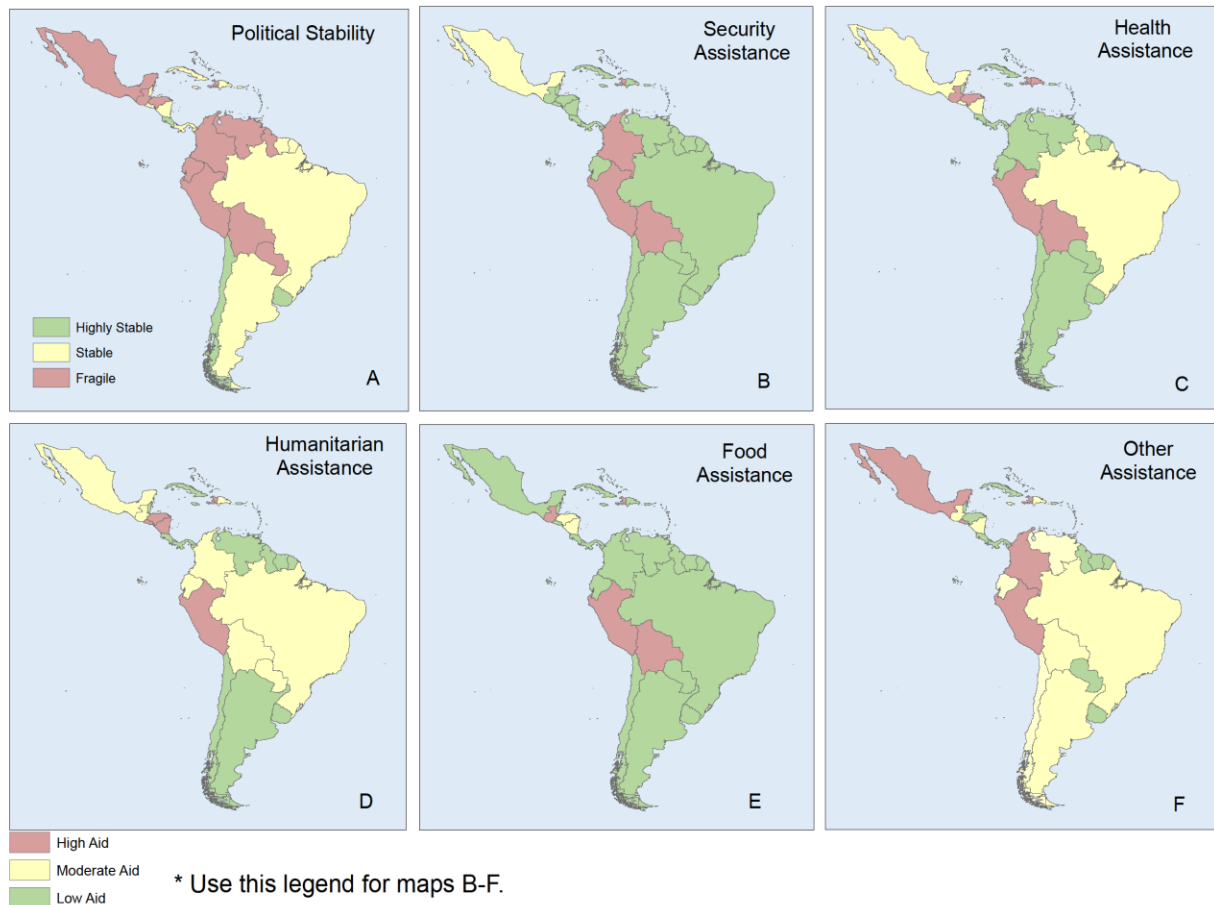 Political Stability
Highly Stable
Stable
Fragile
A
Security
Assistance
B
Health
Assistance
C
Humanitarian
Assistance
D
Food
Assistance
E
Other
Assistance
F
High Aid
Moderate Aid
Low Aid
* Use this legend for maps B-F.